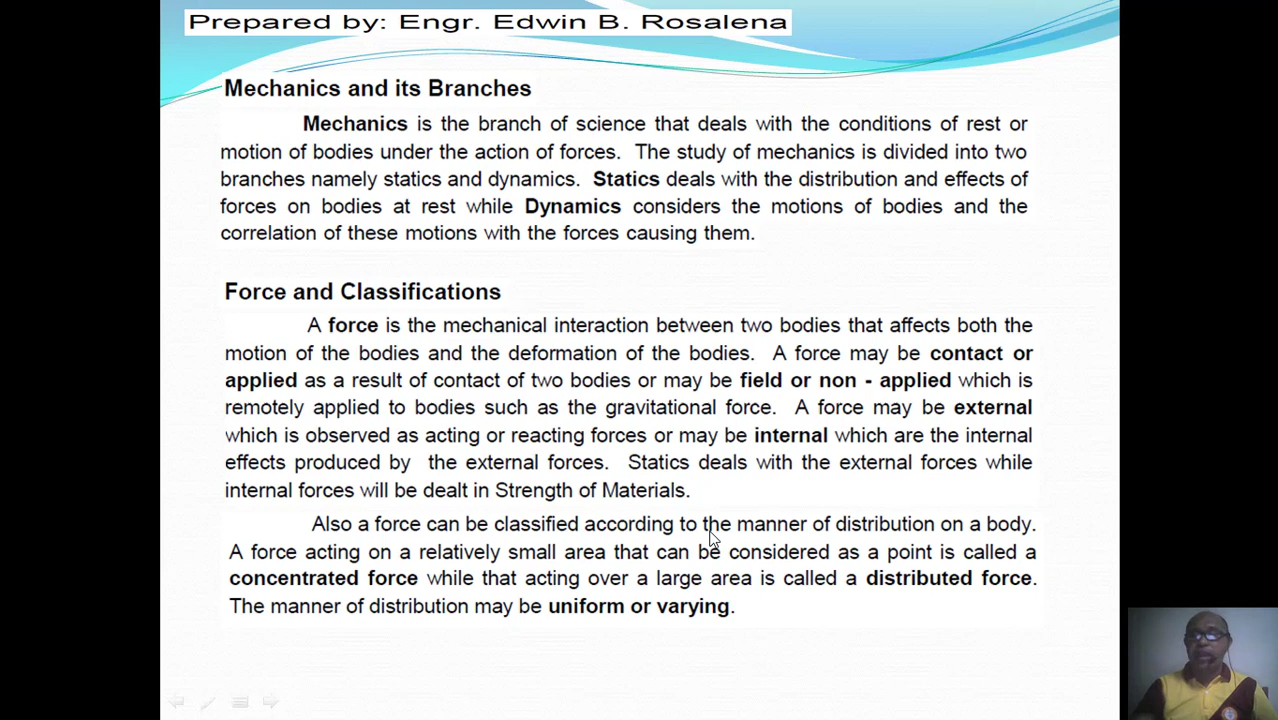 Prepared by: Engr. Edwin B. Rosalena
Mechanics and its Branches
Mechanics is the branch of science that deals with the conditions of rest or
motion of bodies under the action of forces. The study of mechanics is divided into two
branches namely statics and dynamics. Statics deals with the distribution and effects of
forces on bodies at rest while Dynamics considers the motions of bodies and the
correlation of these motions with the forces causing them.
Force and Classifications
A force is the mechanical interaction between two bodies that affects both the
motion of the bodies and the deformation of the bodies. A force may be contact or
applied as a result of contact of two bodies or may be field or non - applied which is
remotely applied to bodies such as the gravitational force. A force may be external
which is observed as acting or reacting forces or may be internal which are the internal
effects produced by the external forces. Statics deals with the external forces while
internal forces will be dealt in Strength of Materials.
Also a force can be classified according to the manner of distribution on a body.
A force acting on a relatively small area that can be considered as a point is called a
concentrated force while that acting over a large area is called a distributed force.
The manner of distribution may be uniform or varying.